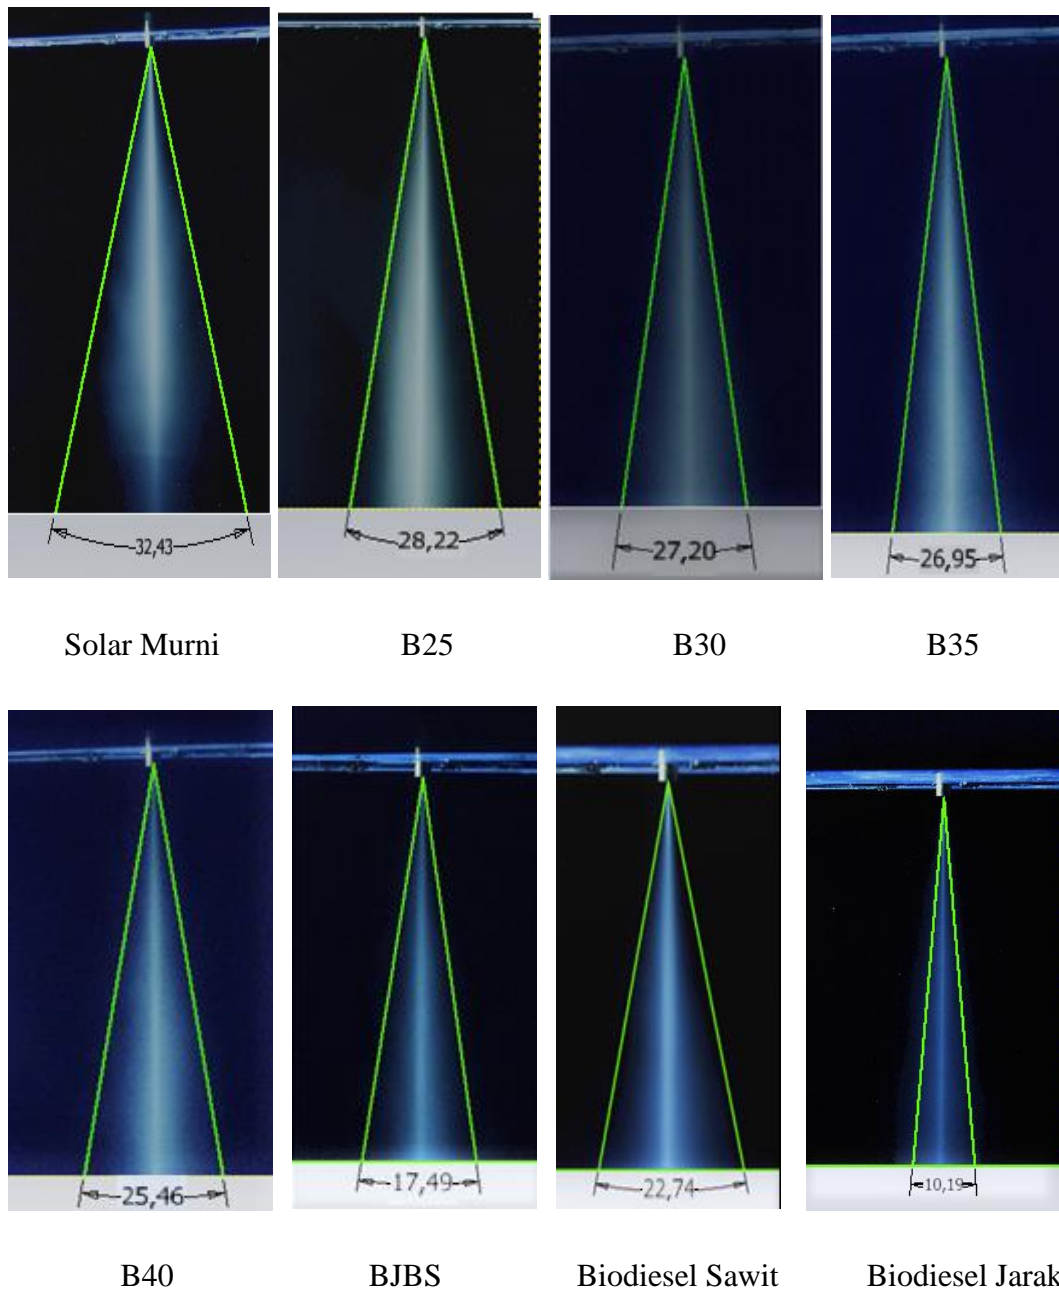 32,43
28,22
27,20
26,95
Solar Murni
B25
B30
B35
25,46
17,49
22,74
10,19
B40
BJBS
Biodiesel Sawit
Biodiesel Jarak